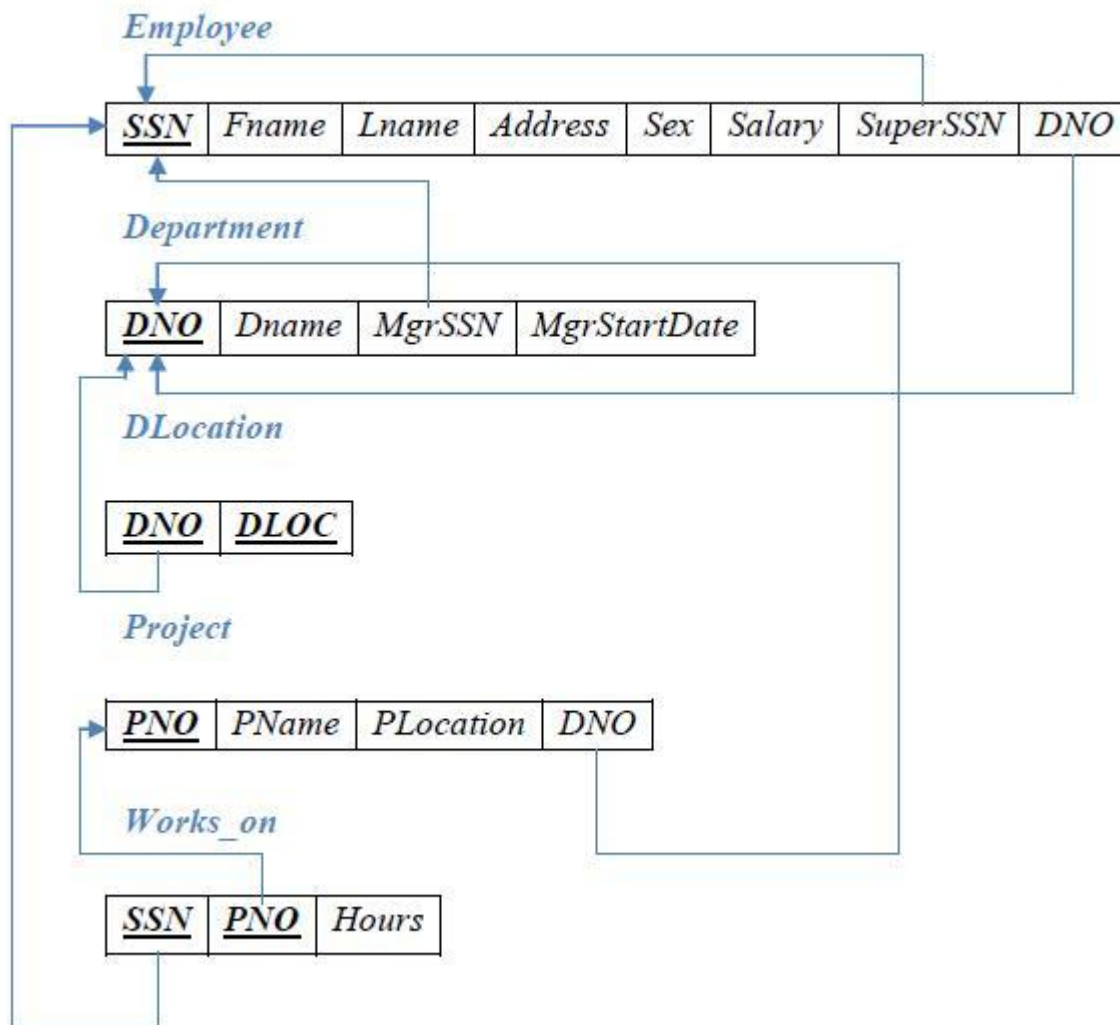 Employee
SSN Fname Lname Address Sex Salary SuperSSN DNO
Department
DNO Dname MgrSSN MgrStartDate
DLocation
DNO DLOC
Project
PNO PName PLocation DNO
Works_on
SSN PNO Hours